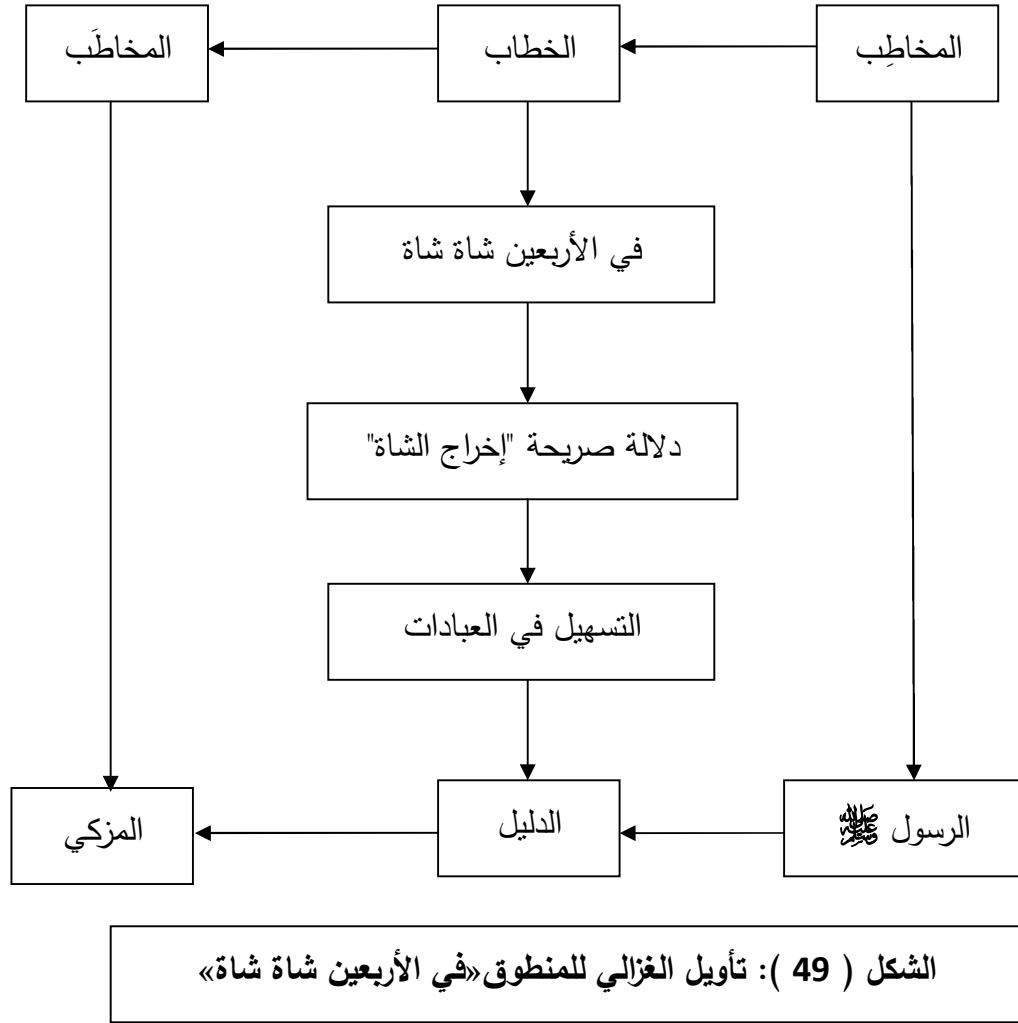 المخاطِب
الخطاب
المخاطَب
في الأربعين شاة شاة
دلالة صريحة "إخراج الشاة"
التسهيل في العبادات
الرسول ﷺ
الدليل
المزكي
الشكل ( 49 ): تأويل الغزالي للمنطوق«في الأربعين شاة شاة»